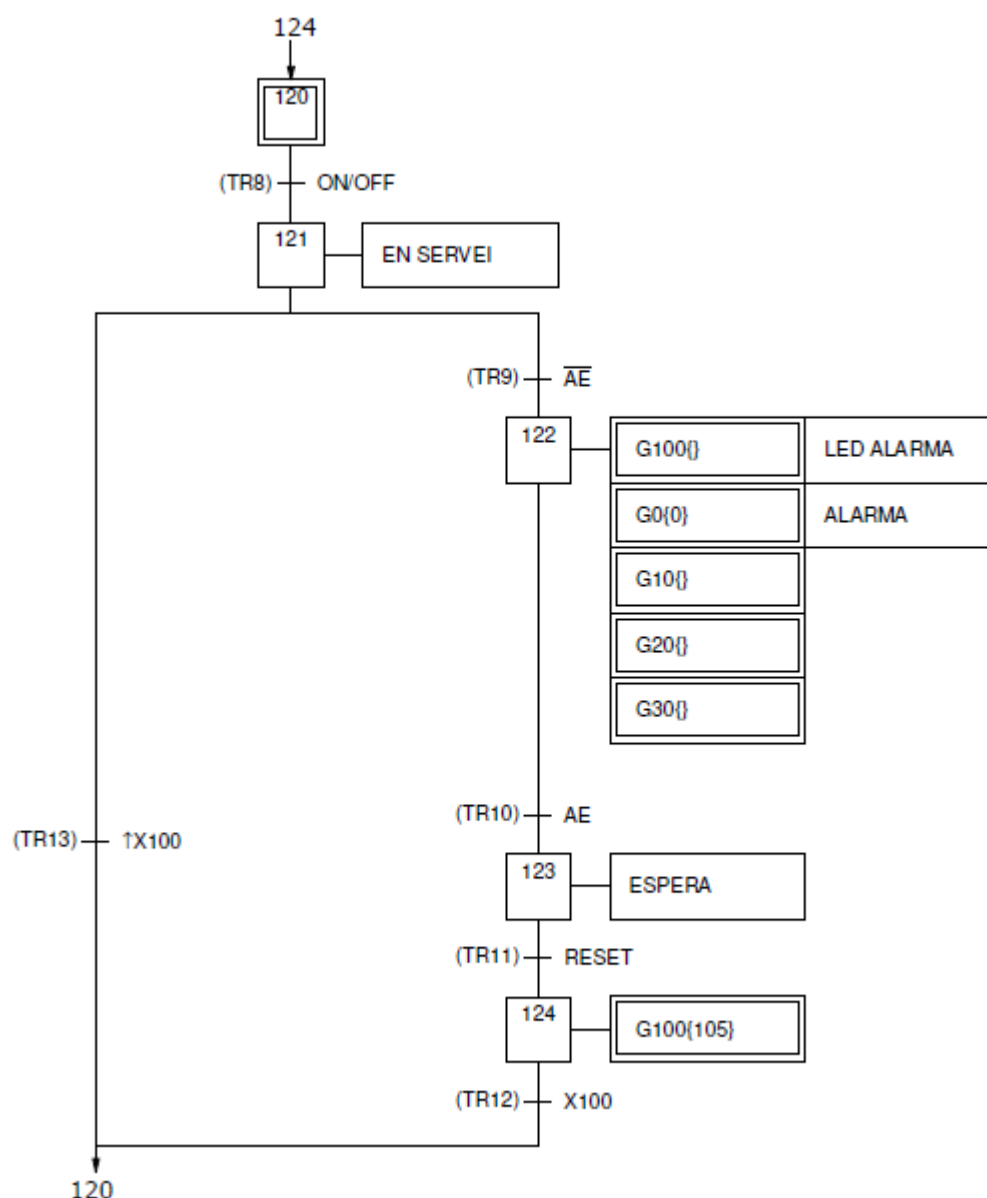 124
120
(TR8) ON/OFF
121 EN SERVEI
(TR9) A̅E̅
122 G100{} LED ALARMA
G0{0} ALARMA
G10{}
G20{}
G30{}
(TR10) AE
(TR13) ↑X100
123 ESPERA
(TR11) RESET
124 G100{105}
(TR12) X100
120